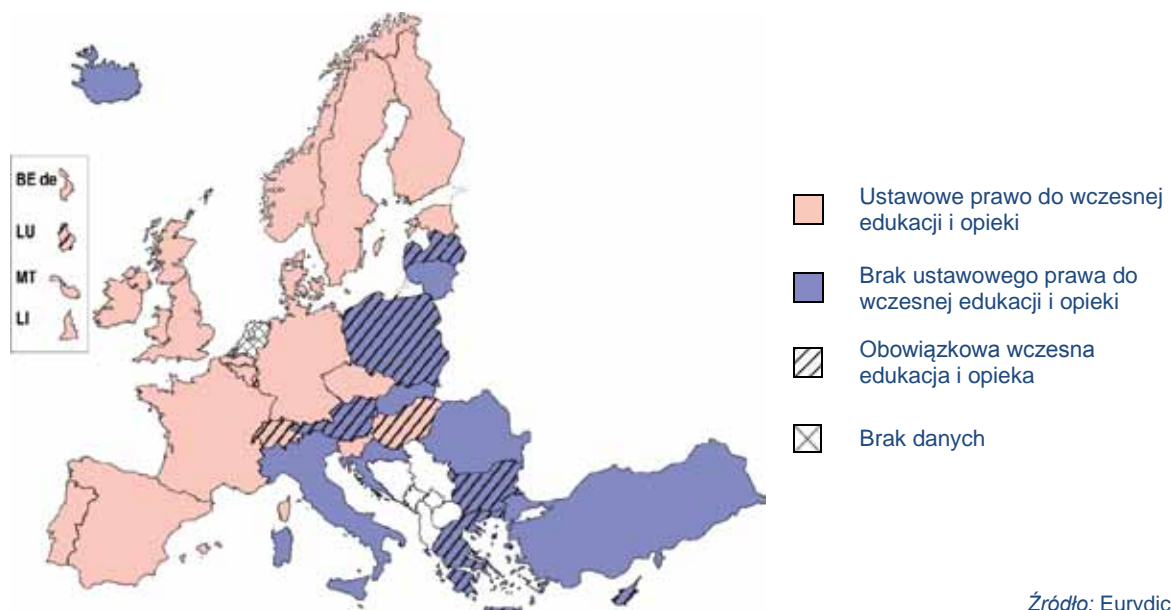 BE de
LU
MT
LI
Ustawowe prawo do wczesnej
edukacji i opieki
Brak ustawowego prawa do
wczesnej edukacji i opieki
Obowiązkowa wczesna
edukacja i opieka
Brak danych
Źródło: Eurydic